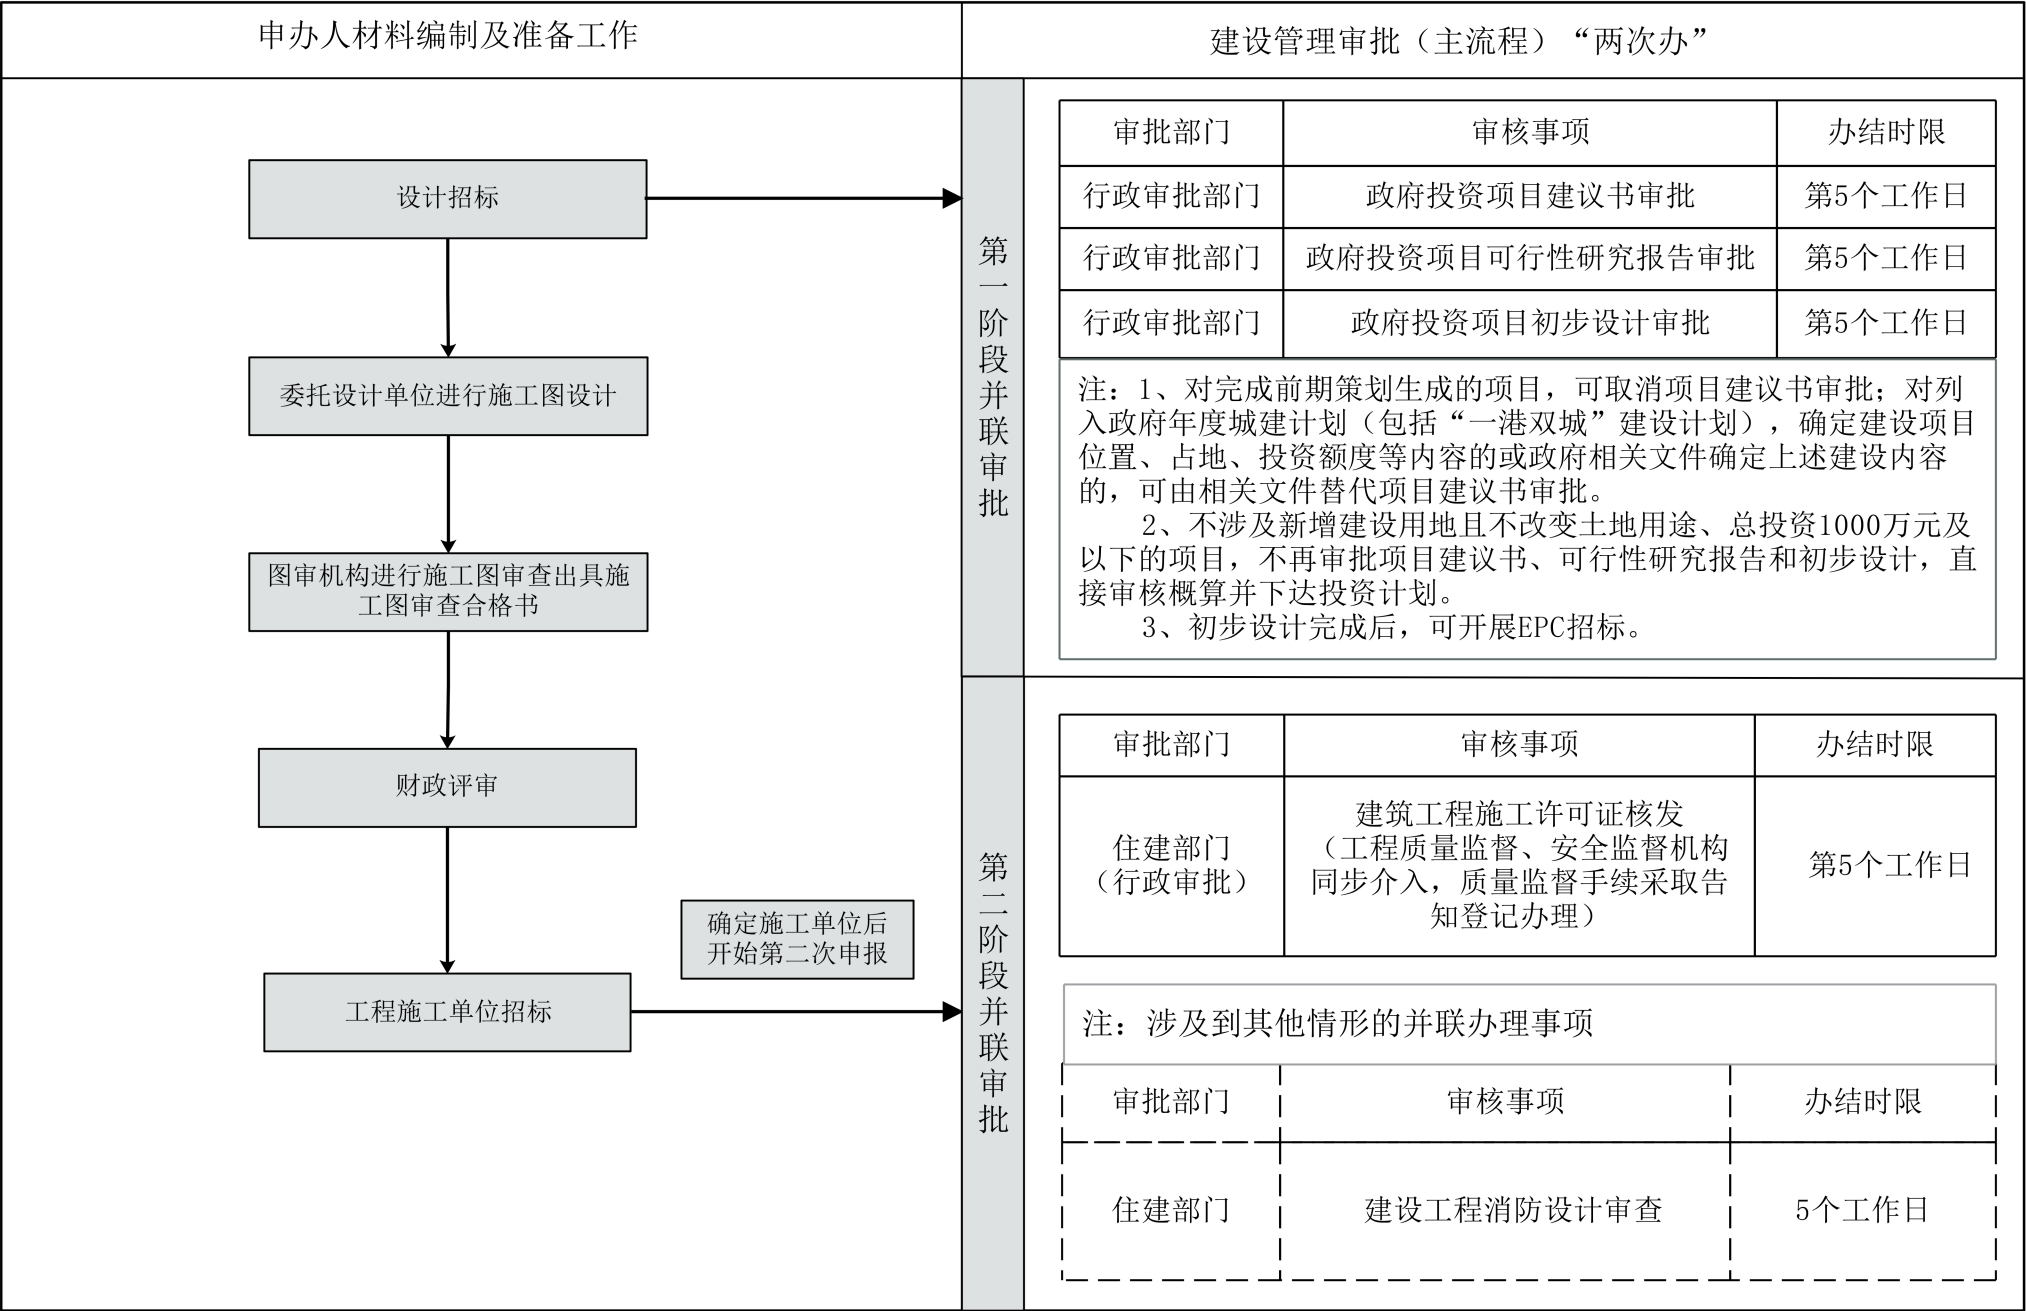 申办人材料编制及准备工作
建设管理审批（主流程）“两次办”
设计招标
委托设计单位进行施工图设计
图审机构进行施工图审查出具施
工图审查合格书
财政评审
确定施工单位后
开始第二次申报
工程施工单位招标
第一阶段并联审批
审批部门 审核事项 办结时限
行政审批部门 政府投资项目建议书审批 第5个工作日
行政审批部门 政府投资项目可行性研究报告审批 第5个工作日
行政审批部门 政府投资项目初步设计审批 第5个工作日
注：1、对完成前期策划生成的项目，可取消项目建议书审批；对列
入政府年度城建计划（包括“一港双城”建设计划），确定建设项目
位置、占地、投资额度等内容的或政府相关文件确定上述建设内容
的，可由相关文件替代项目建议书审批。
2、不涉及新增建设用地且不改变土地用途、总投资1000万元及
以下的项目，不再审批项目建议书、可行性研究报告和初步设计，直
接审核概算并下达投资计划。
3、初步设计完成后，可开展EPC招标。
第二阶段并联审批
审批部门 审核事项 办结时限
住建部门
（行政审批）
建筑工程施工许可证核发
（工程质量监督、安全监督机构
同步介入，质量监督手续采取告
知登记办理）
第5个工作日
注：涉及到其他情形的并联办理事项
审批部门 审核事项 办结时限
住建部门 建设工程消防设计审查 5个工作日